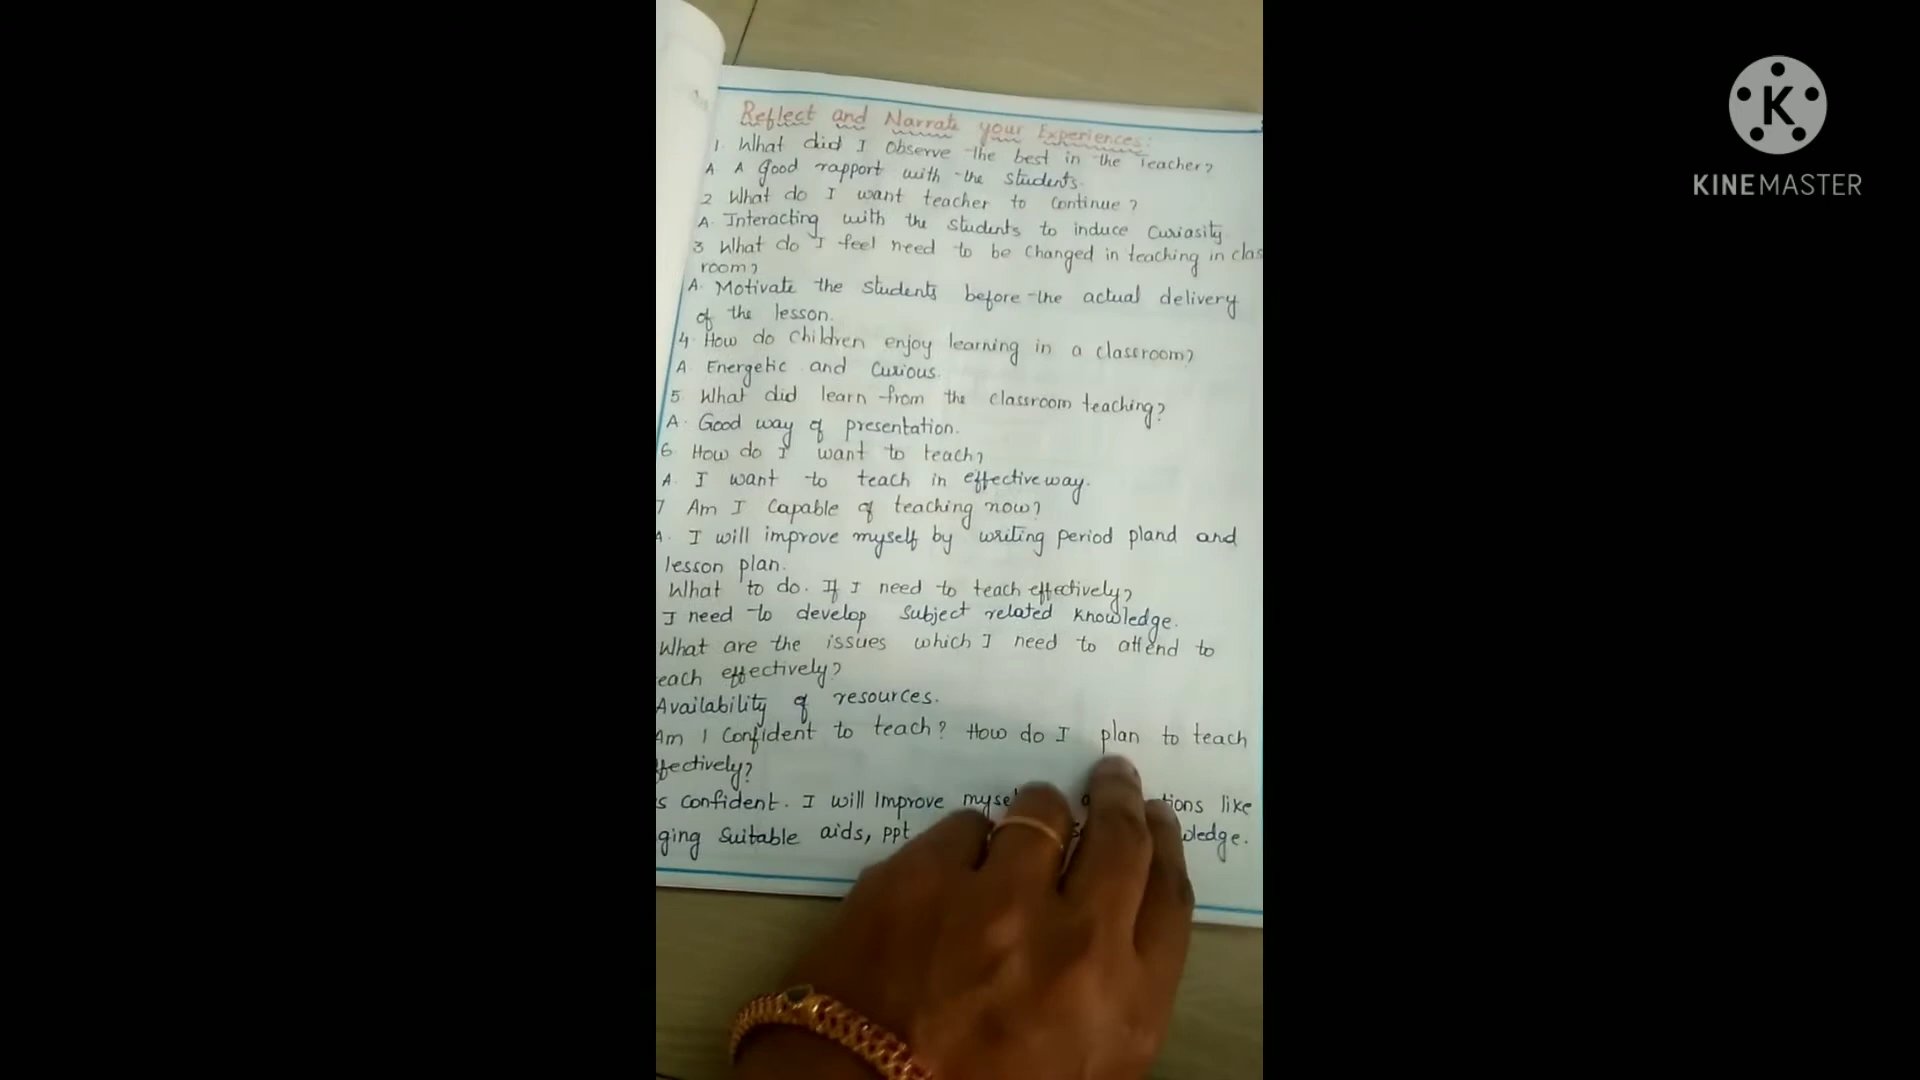 Reflect and Narrate your Experiences:
1. What did I observe the best in the Teacher?
A. A good rapport with the students.
2 What do I want teacher to continue?
A. Interacting with the students to induce Curiasity.
3 What do I feel need to be changed in teaching in clas
room?
A. Motivate the students before the actual delivery
of the lesson.
4. How do children enjoy learning in a classroom?
A. Energetic and Curious.
5. What did learn from the classroom teaching?
A. Good way of presentation.
6 How do I want to teach?
A. I want to teach in effective way.
7 Am I Capable of teaching now?
A. I will improve myself by writing period pland and
lesson plan.
What to do. If I need to teach effectively?
I need to develop subject related knowledge.
What are the issues which I need to attend to
each effectively?
Availability of resources.
Am I Confident to teach? How do I plan to teach
ffectively?
s confident. I will Improve myse tions like
ging suitable aids, ppt wledge.
K
KINEMASTER